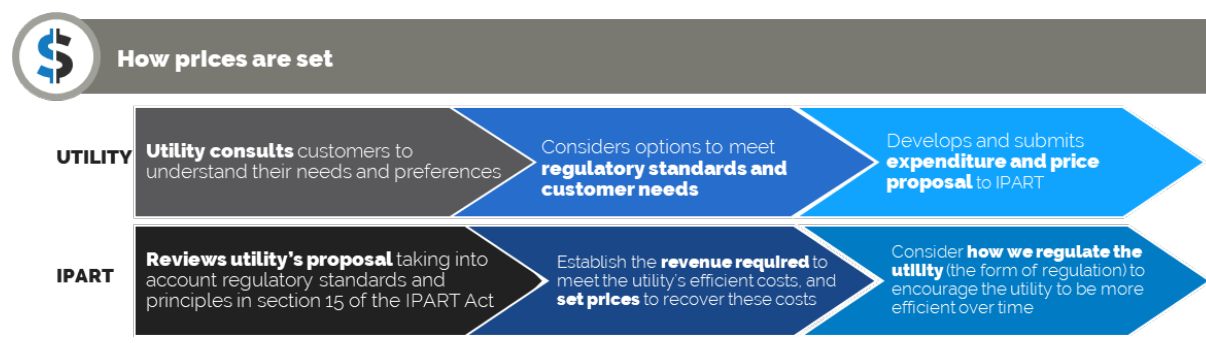 $
How prices are set
UTILITY
Utility consults customers to
understand their needs and preferences
Considers options to meet
regulatory standards and
customer needs
Develops and submits
expenditure and price
proposal to IPART
IPART
Reviews utility's proposal taking into
account regulatory standards and
principles in section 15 of the IPART Act
Establish the revenue required to
meet the utility's efficient costs, and
set prices to recover these costs
Consider how we regulate the
utility (the form of regulation) to
encourage the utility to be more
efficient over time